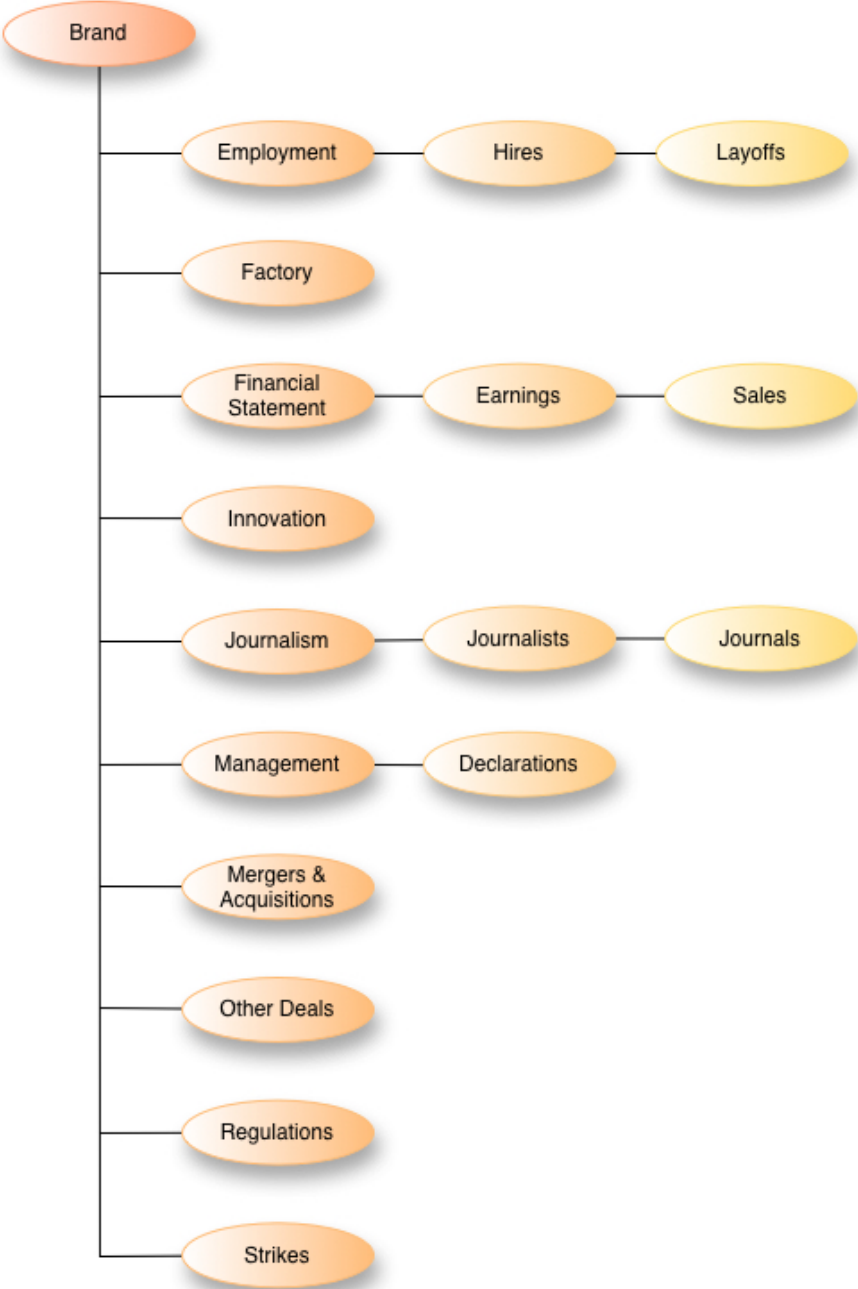 Brand
Employment
Hires
Layoffs
Factory
Financial
Statement
Earnings
Sales
Innovation
Journalism
Journalists
Journals
Management
Declarations
Mergers &
Acquisitions
Other Deals
Regulations
Strikes